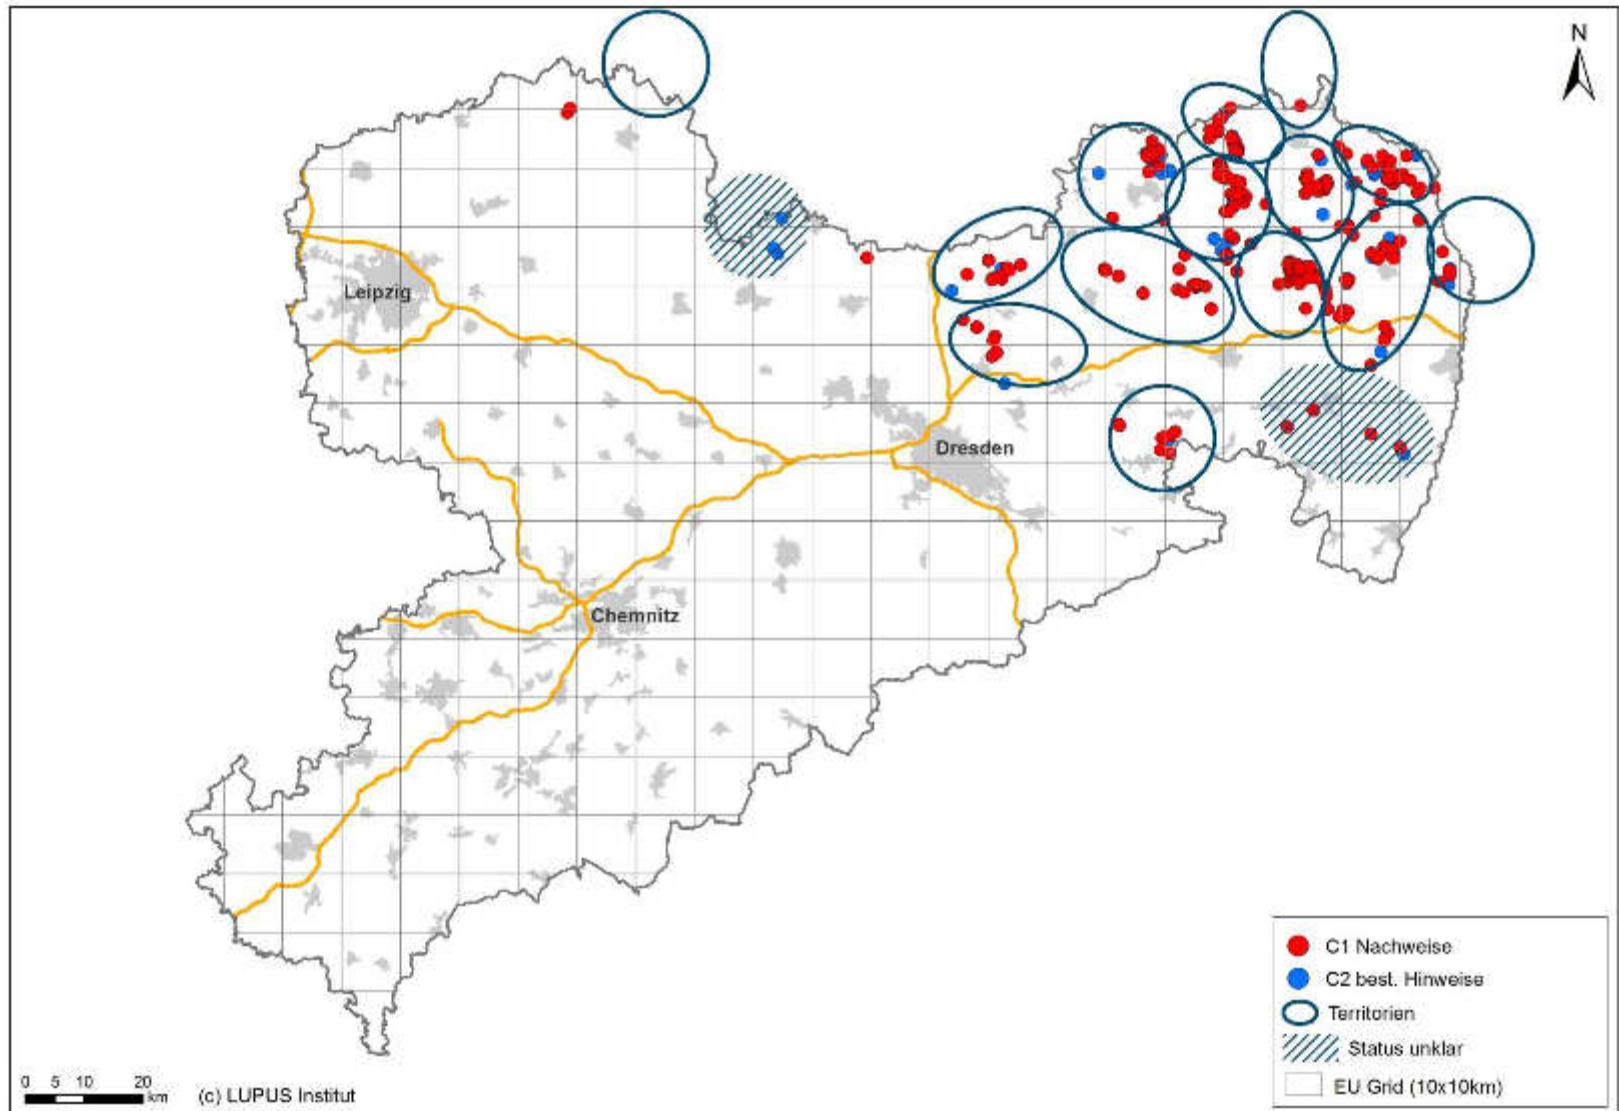 N
Leipzig
Dresden
Chemnitz
C1 Nachweise
C2 best. Hinweise
Territorien
Status unklar
EU Grid (10x10km)
0 5 10 20
km
(c) LUPUS Institut